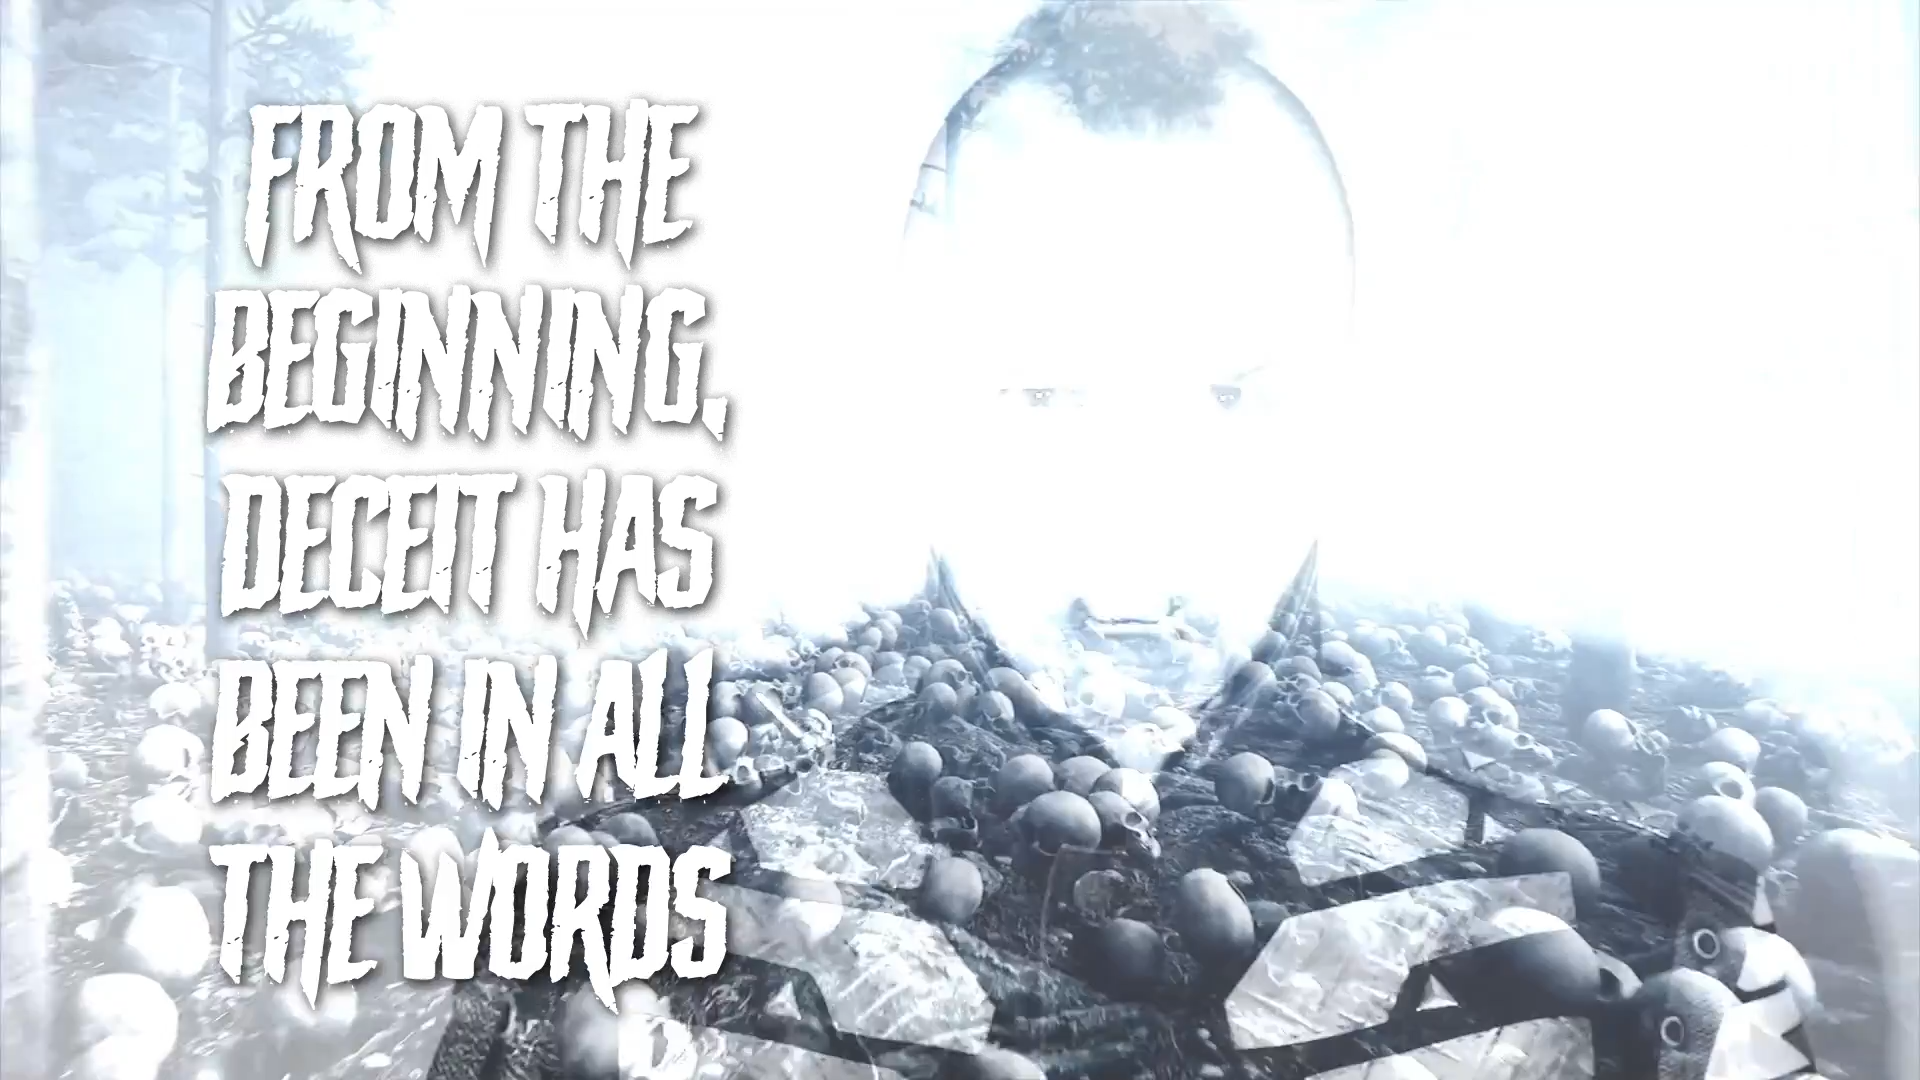 FROM THE
BEGINNING,
DECEIT HAS
BEEN IN ALL
THE WORDS